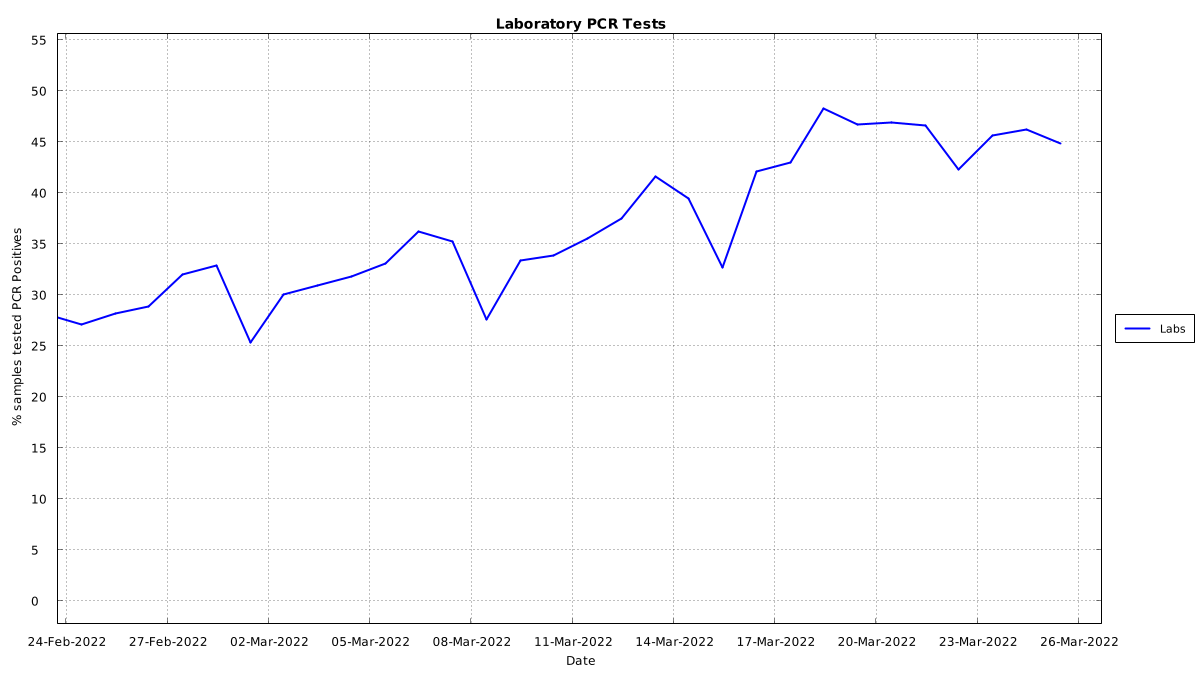 Laboratory PCR Tests
% samples tested PCR Positives
55
50
45
40
35
30
25
20
15
10
5
0
24-Feb-2022 27-Feb-2022 02-Mar-2022 05-Mar-2022 08-Mar-2022 11-Mar-2022 14-Mar-2022 17-Mar-2022 20-Mar-2022 23-Mar-2022 26-Mar-2022
Date
Labs